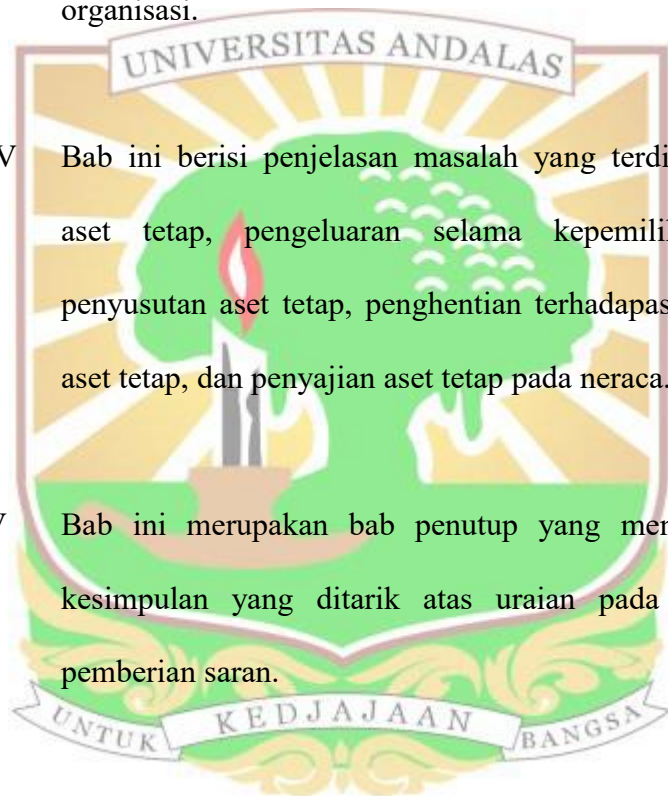 organisasi.
UNIVERSITAS ANDALAS
V Bab ini berisi penjelasan masalah yang terdi
aset tetap, pengeluaran selama kepemili
penyusutan aset tetap, penghentian terhadapas
aset tetap, dan penyajian aset tetap pada neraca.
Bab ini merupakan bab penutup yang men
kesimpulan yang ditarik atas uraian pada
pemberian saran.
UNTUK KEDJAJAAN BANGSA